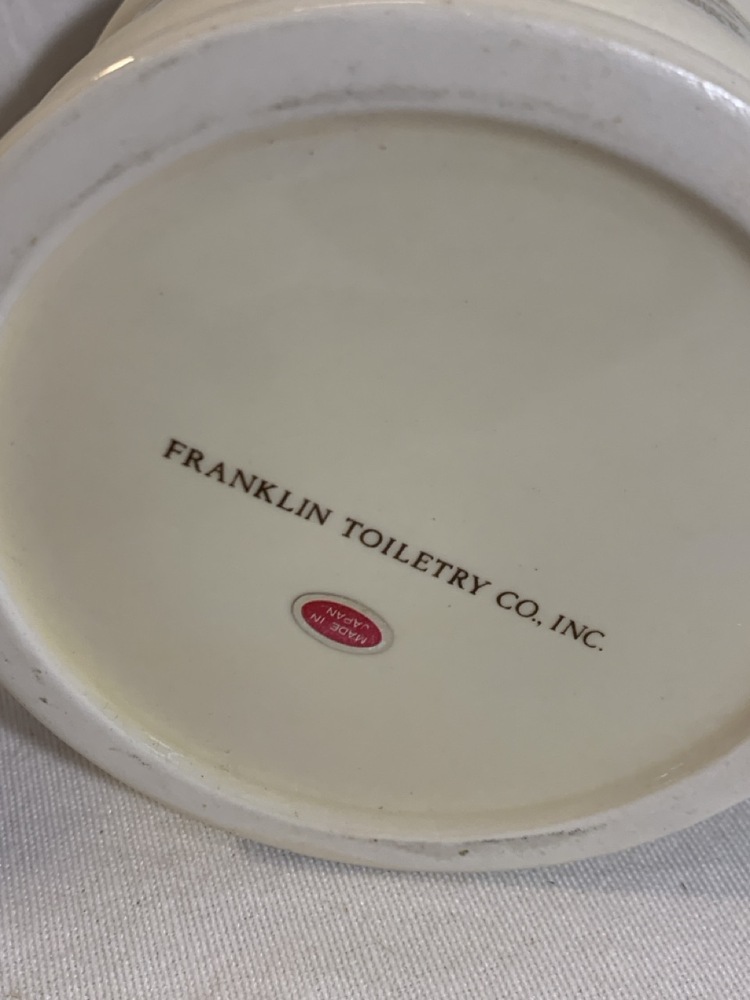 FRANKLIN TOILETRY CO., INC.
MADE IN
JAPAN